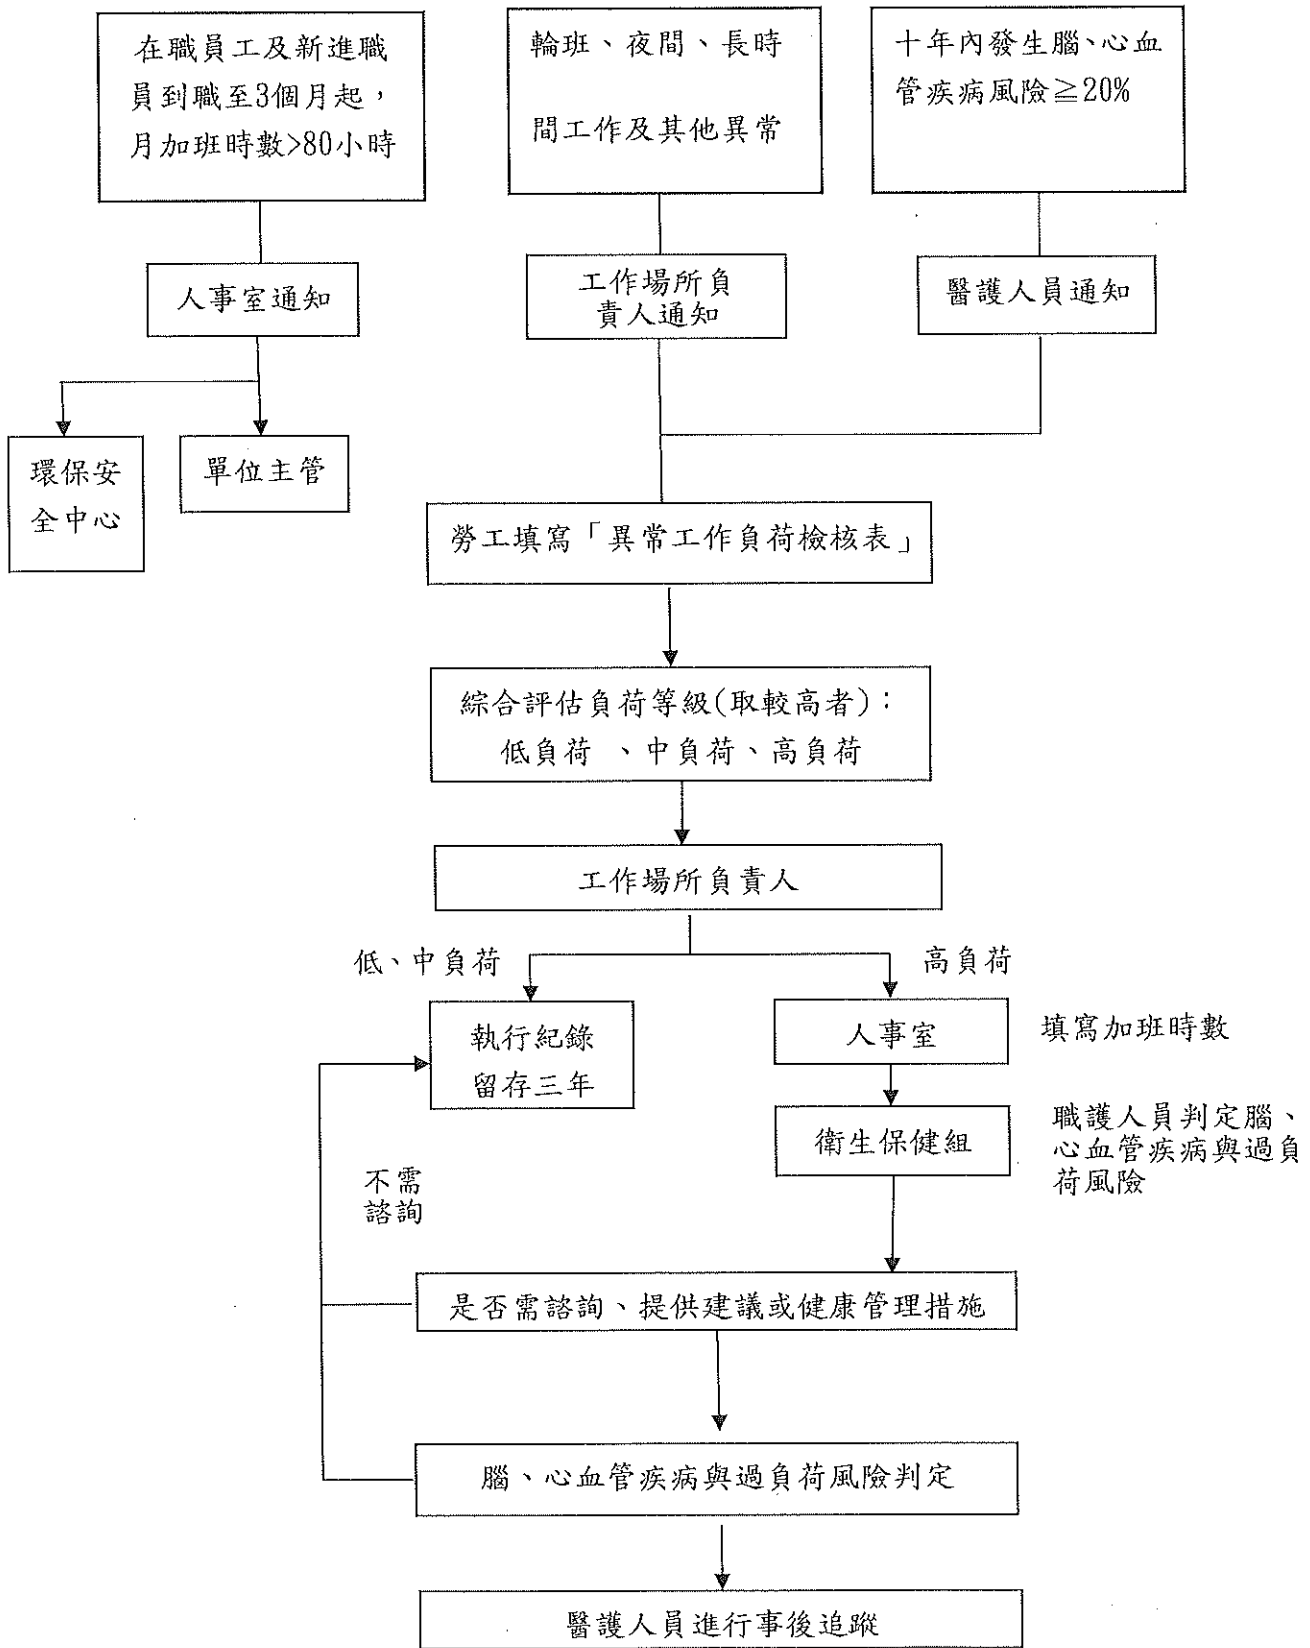 在職員工及新進職
員到職至3個月起，
月加班時數>80小時
輪班、夜間、長時
間工作及其他異常
十年內發生腦、心血
管疾病風險≧20%
人事室通知
工作場所負
責人通知
醫護人員通知
環保安
全中心
單位主管
勞工填寫「異常工作負荷檢核表」
綜合評估負荷等級(取較高者)：
低負荷 、中負荷、高負荷
工作場所負責人
低、中負荷
高負荷
執行紀錄
留存三年
人事室
填寫加班時數
衛生保健組
職護人員判定腦、
心血管疾病與過負
荷風險
不需
諮詢
是否需諮詢、提供建議或健康管理措施
腦、心血管疾病與過負荷風險判定
醫護人員進行事後追蹤